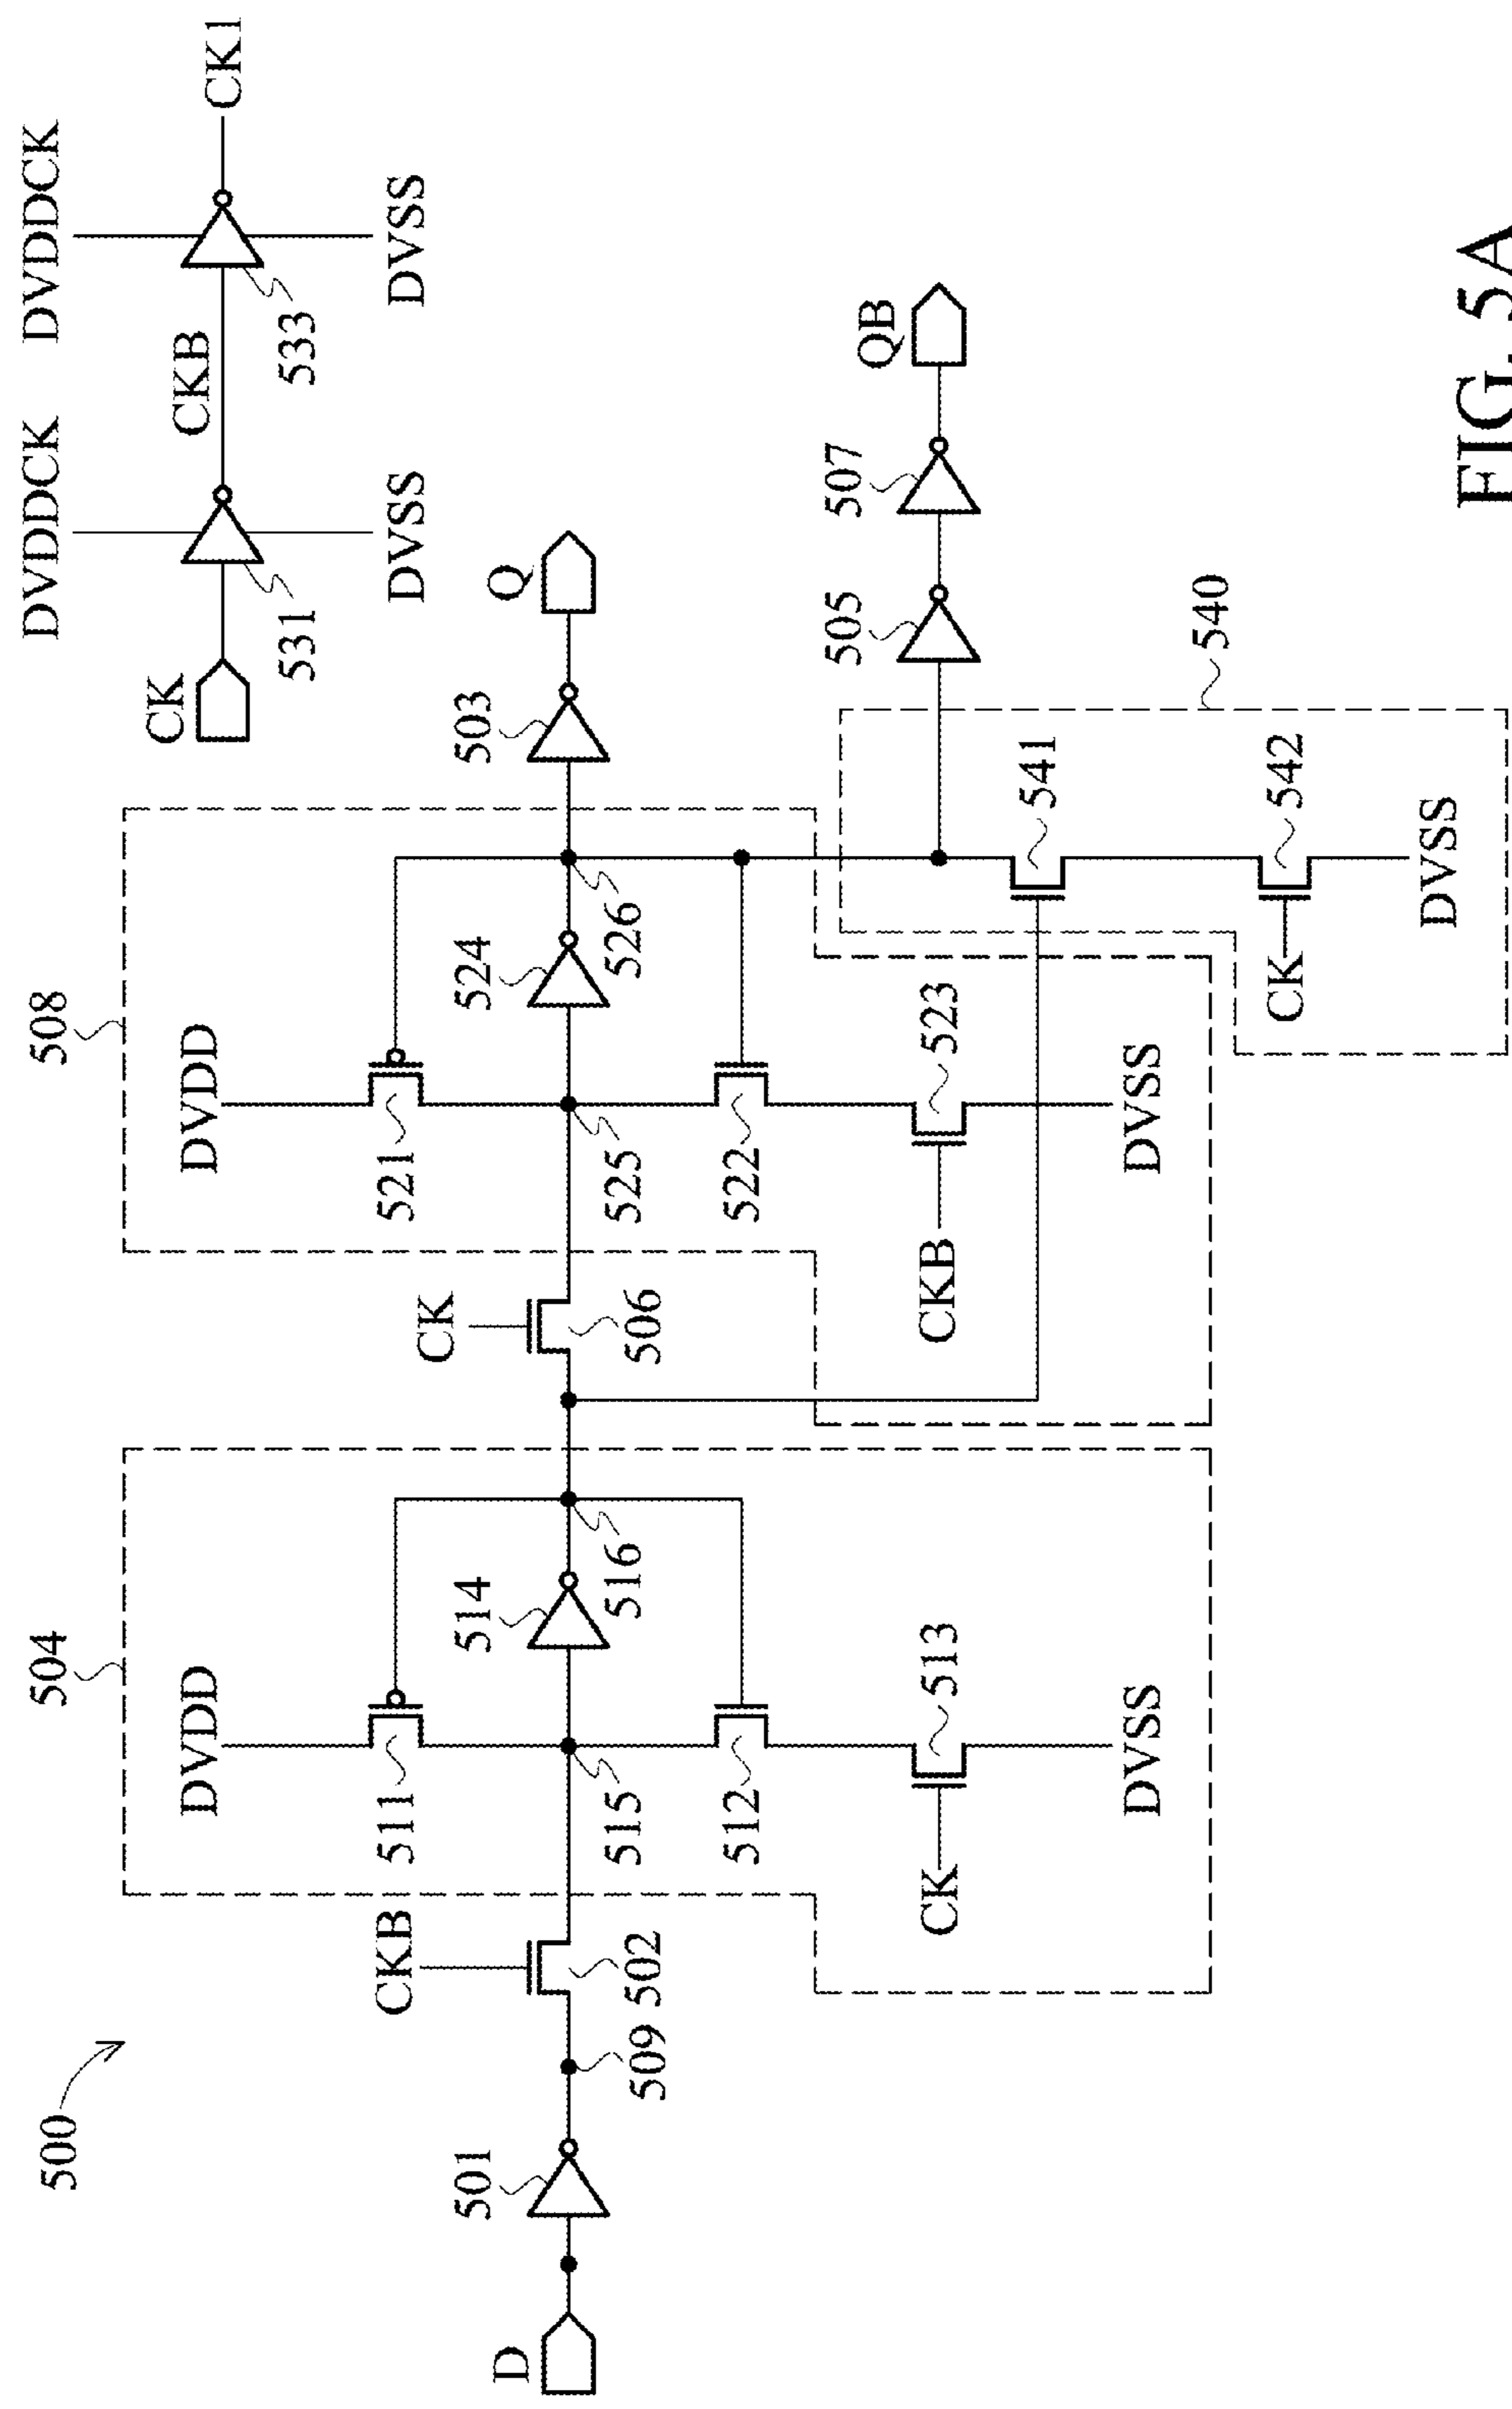 500
D
501
509
CKB
502
504
DVDD
511
514
515
516
512
CK
513
DVSS
CK
506
508
DVDD
521
524
525
526
522
CKB
523
DVSS
503
Q
505
507
QB
540
541
CK
542
DVSS
CK
531
DVDDCK
DVSS
CKB
533
DVDDCK
DVSS
CK1
FIG. 5A